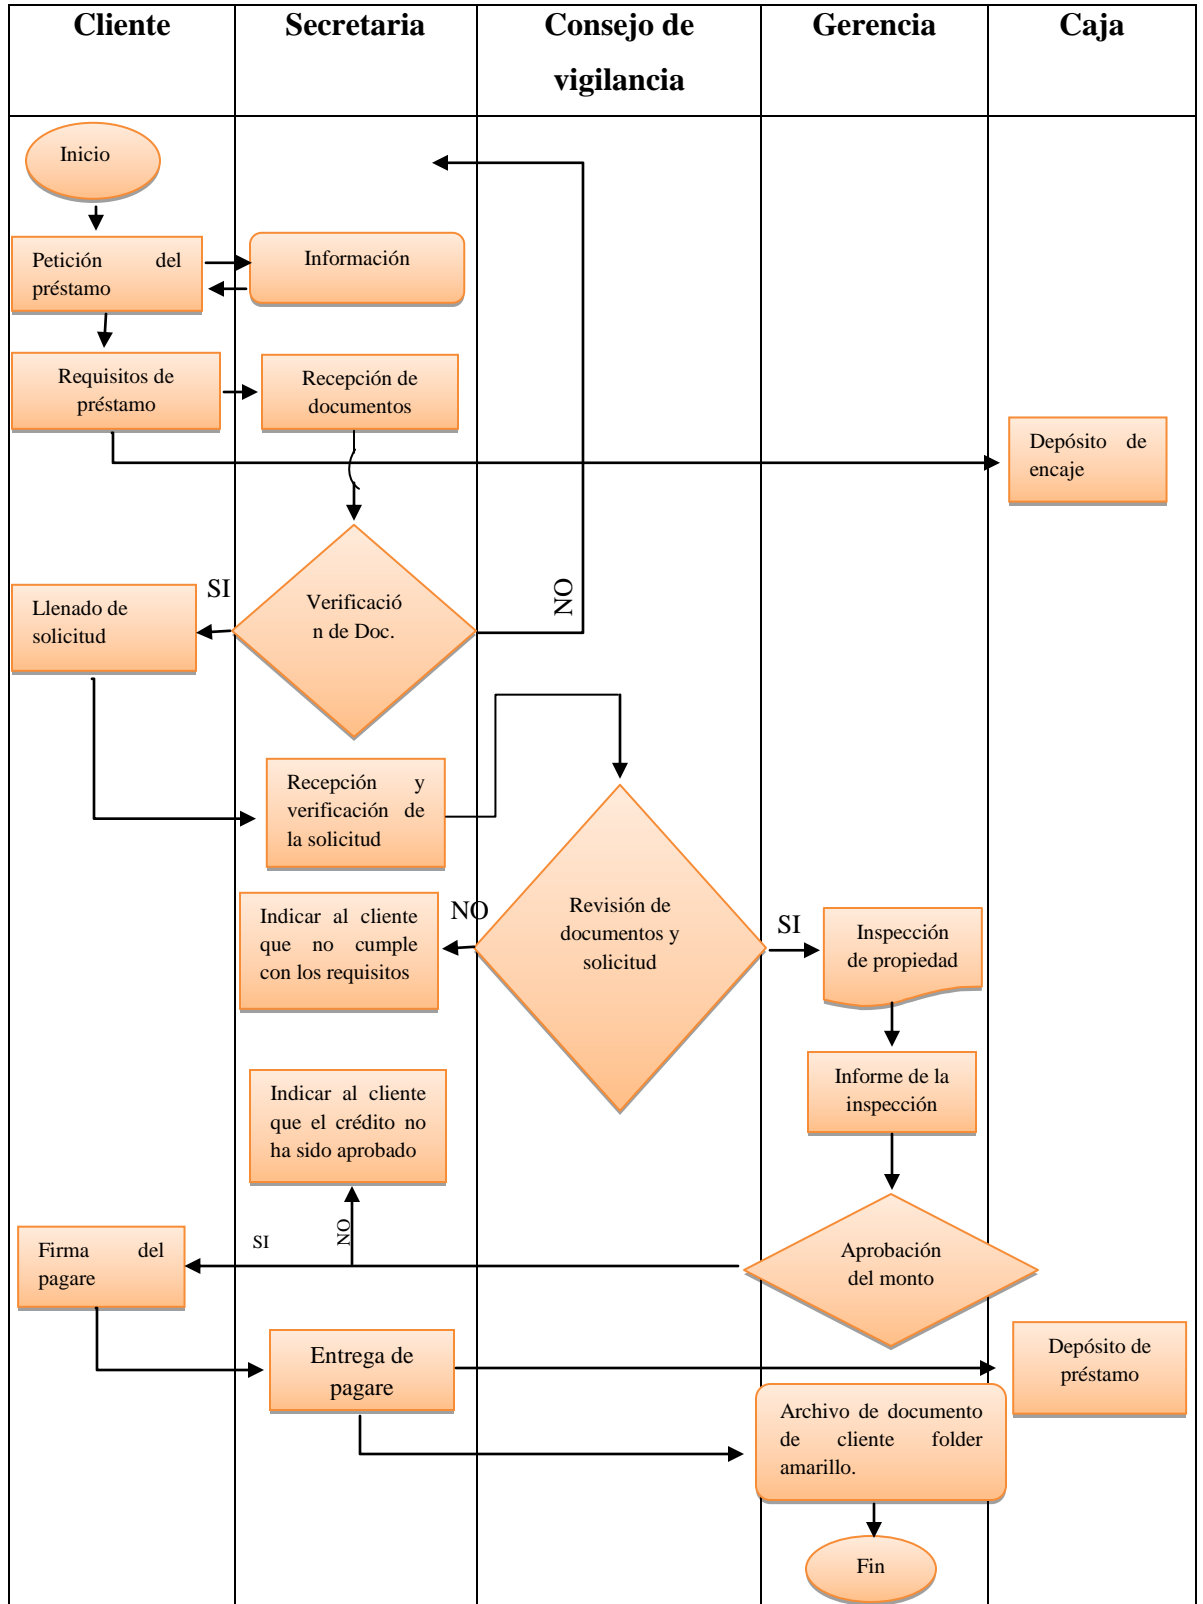 Cliente
Secretaria
Consejo de
vigilancia
Gerencia
Caja
Inicio
Petición del
préstamo
Información
Requisitos de
préstamo
Recepción de
documentos
Depósito de
encaje
SI
Llenado de
solicitud
Verificació
n de Doc.
NO
Recepción y
verificación de
la solicitud
Indicar al cliente
que no cumple
con los requisitos
NO
Revisión de
documentos y
solicitud
SI
Inspección
de propiedad
Informe de la
inspección
Indicar al cliente
que el crédito no
ha sido aprobado
Firma del
pagare
SI
NO
Aprobación
del monto
Entrega de
pagare
Depósito de
préstamo
Archivo de documento
de cliente folder
amarillo.
Fin